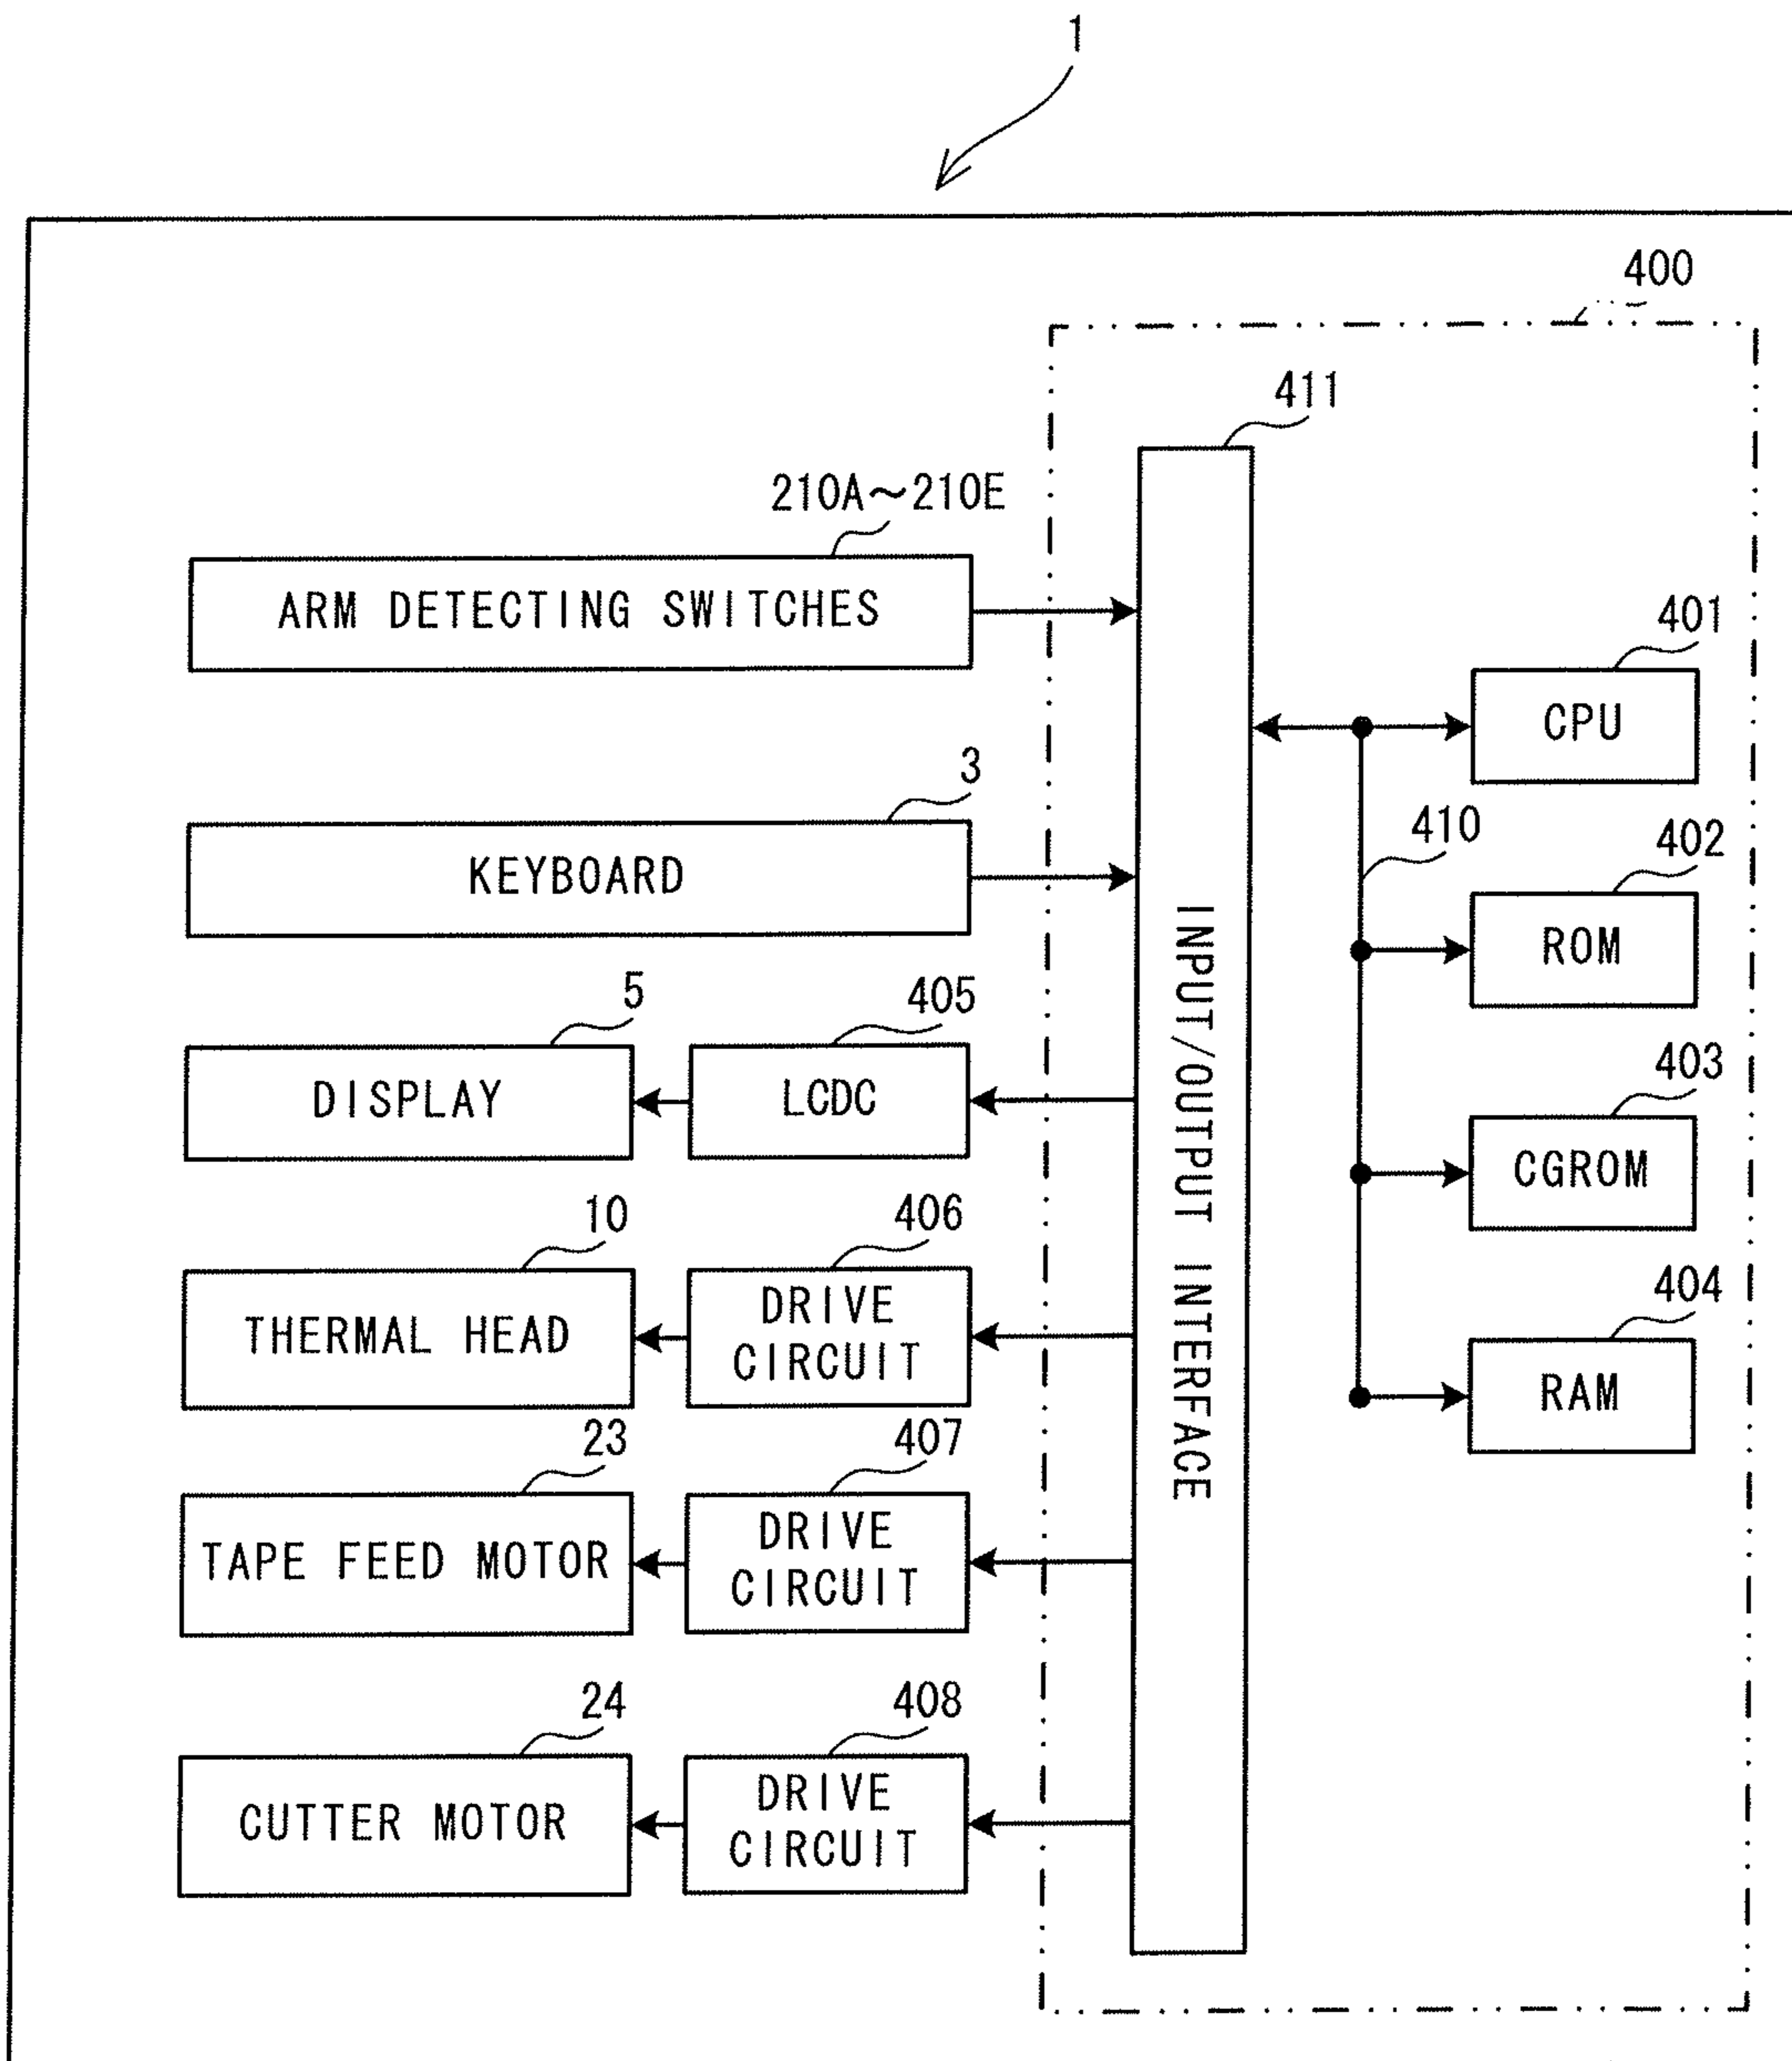 1
400
411
210A～210E
ARM DETECTING SWITCHES
401
CPU
3
KEYBOARD
410
402
ROM
INPUT/OUTPUT INTERFACE
5
405
DISPLAY
LCDC
403
CGROM
10
406
THERMAL HEAD
DRIVE
CIRCUIT
404
RAM
23
407
TAPE FEED MOTOR
DRIVE
CIRCUIT
24
408
CUTTER MOTOR
DRIVE
CIRCUIT